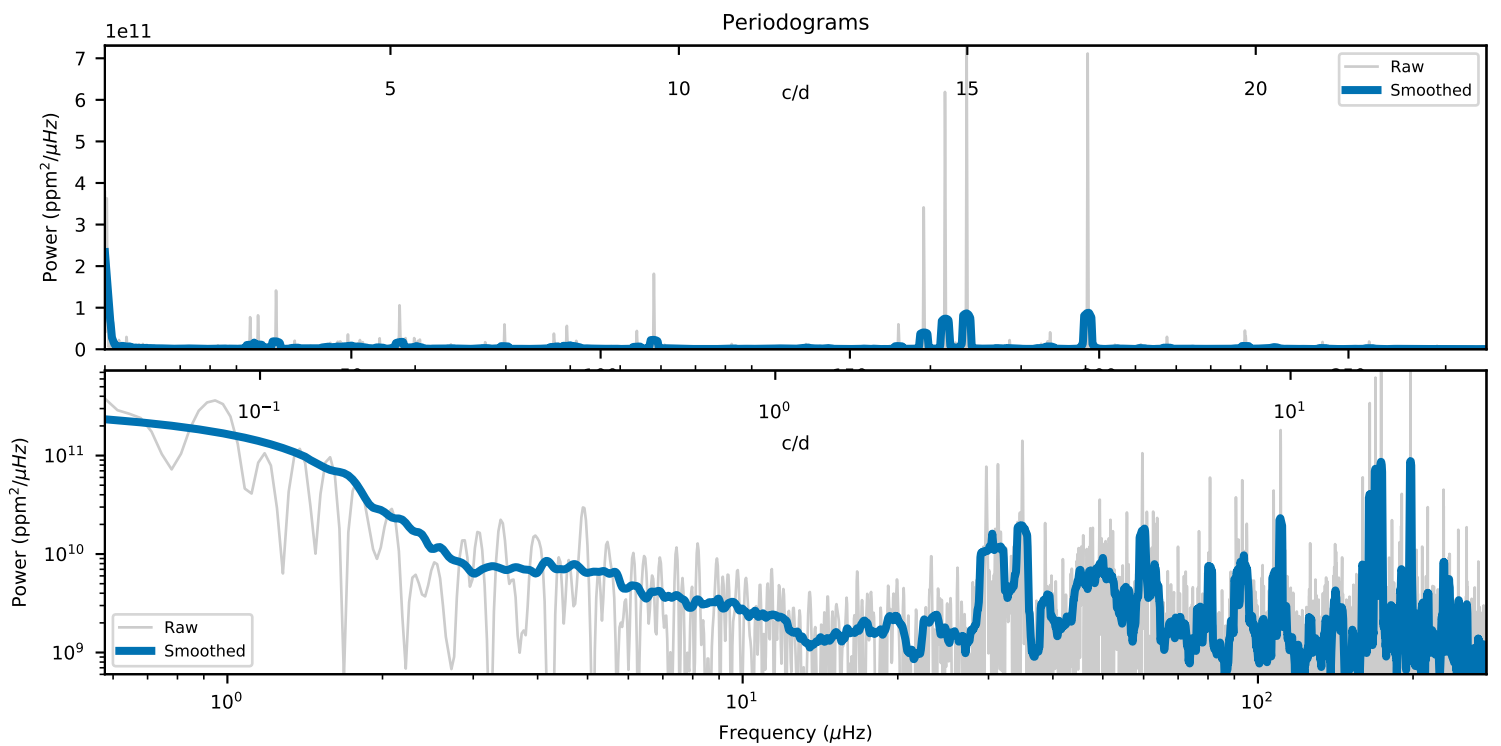 Periodograms
1e11
7
6
5
4
3
2
1
0
Power (ppm²/μHz)
5
10
15
20
c/d
Raw
Smoothed
10⁻¹
10⁰
10¹
c/d
10¹¹
10¹⁰
10⁹
Power (ppm²/μHz)
Raw
Smoothed
10⁰
10¹
10²
Frequency (μHz)